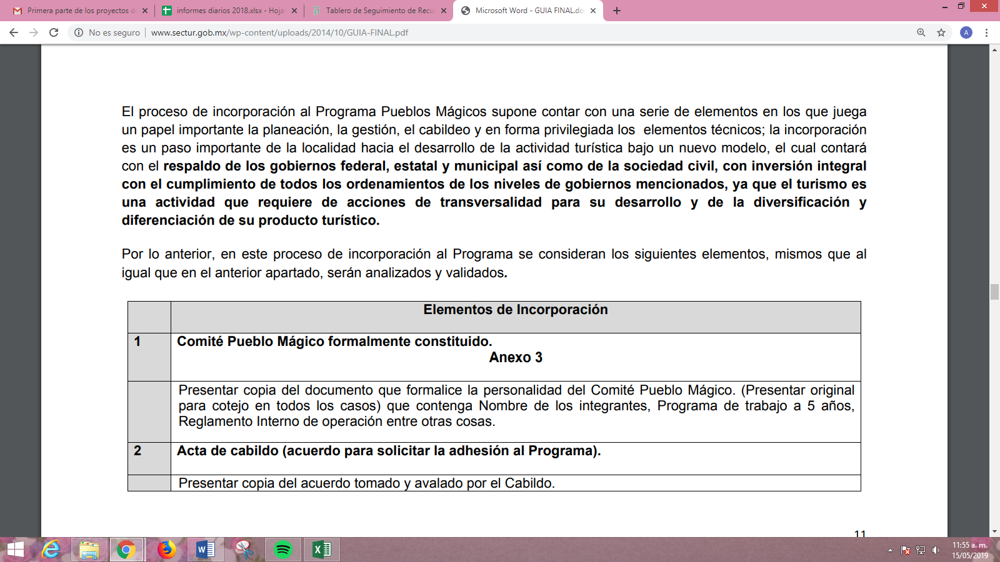 Primera parte de los proyectos d
informes diarios 2018.xlsx - Hoja
Tablero de Seguimiento de Recu
Microsoft Word - GUIA FINAL.do
No es seguro
www.sectur.gob.mx/wp-content/uploads/2014/10/GUIA-FINAL.pdf
A
El proceso de incorporación al Programa Pueblos Mágicos supone contar con una serie de elementos en los que juega
un papel importante la planeación, la gestión, el cabildeo y en forma privilegiada los elementos técnicos; la incorporación
es un paso importante de la localidad hacia el desarrollo de la actividad turística bajo un nuevo modelo, el cual contará
con el respaldo de los gobiernos federal, estatal y municipal así como de la sociedad civil, con inversión integral
con el cumplimiento de todos los ordenamientos de los niveles de gobiernos mencionados, ya que el turismo es
una actividad que requiere de acciones de transversalidad para su desarrollo y de la diversificación y
diferenciación de su producto turístico.
Por lo anterior, en este proceso de incorporación al Programa se consideran los siguientes elementos, mismos que al
igual que en el anterior apartado, serán analizados y validados.
Elementos de Incorporación
1 Comité Pueblo Mágico formalmente constituido.
Anexo 3
Presentar copia del documento que formalice la personalidad del Comité Pueblo Mágico. (Presentar original
para cotejo en todos los casos) que contenga Nombre de los integrantes, Programa de trabajo a 5 años,
Reglamento Interno de operación entre otras cosas.
2 Acta de cabildo (acuerdo para solicitar la adhesión al Programa).
Presentar copia del acuerdo tomado y avalado por el Cabildo.
11
11:55 a. m.
15/05/2019